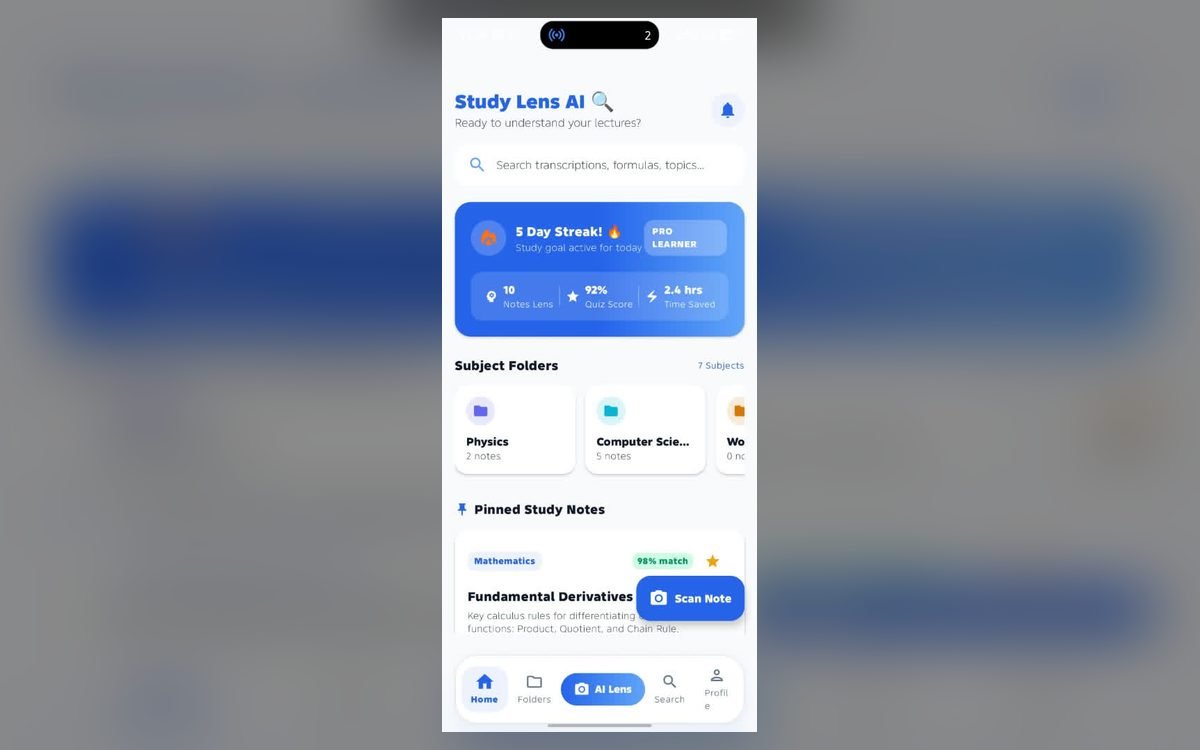 2
Study Lens AI 🔍
Ready to understand your lectures?
Search transcriptions, formulas, topics...
5 Day Streak! 🔥
Study goal active for today
PRO
LEARNER
10
Notes Lens
92%
Quiz Score
2.4 hrs
Time Saved
Subject Folders
7 Subjects
Physics
2 notes
Computer Scie...
5 notes
Wo
0 no
Pinned Study Notes
Mathematics
98% match
Fundamental Derivatives
Key calculus rules for differentiating
functions: Product, Quotient, and Chain Rule.
Scan Note
Home
Folders
AI Lens
Search
Profil
e